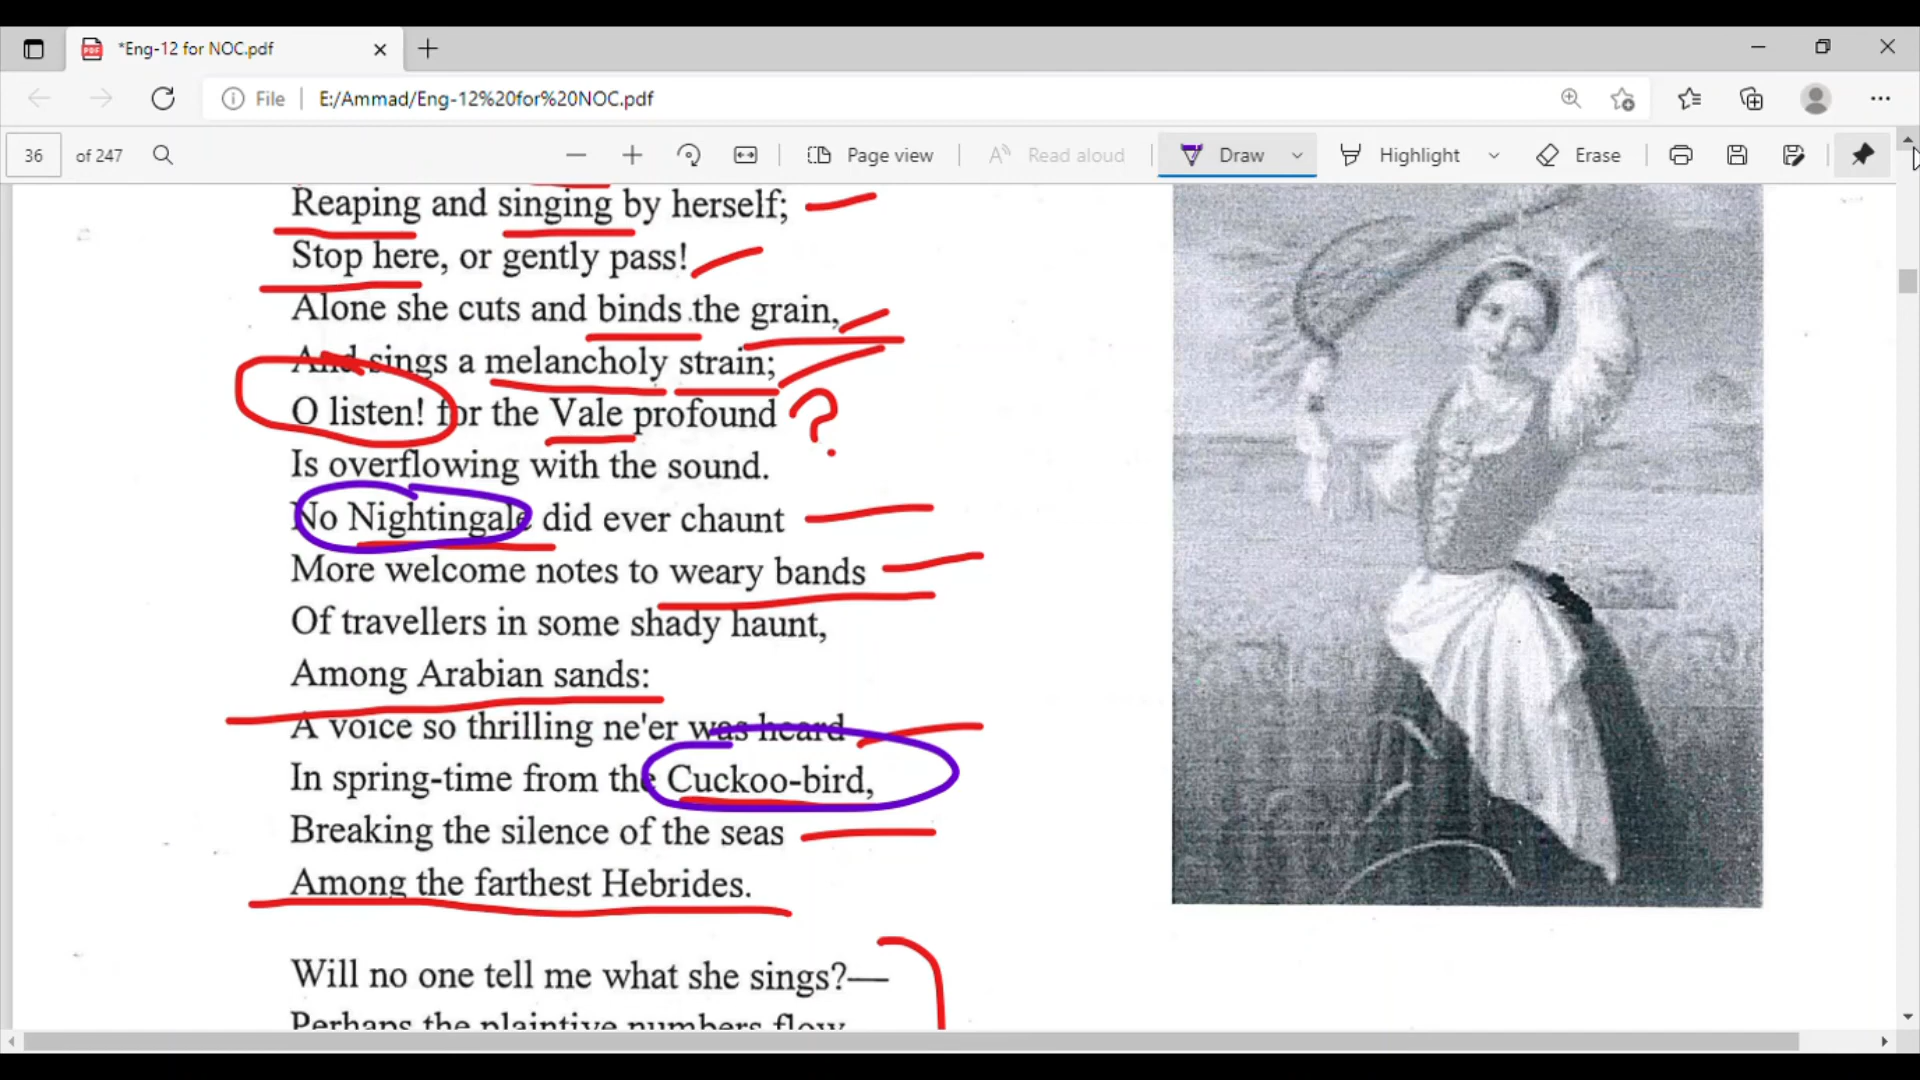 *Eng-12 for NOC.pdf
File E:/Ammad/Eng-12%20for%20NOC.pdf
36 of 247 Page view Read aloud Draw Highlight Erase
Reaping and singing by herself;
Stop here, or gently pass!
Alone she cuts and binds the grain,
And sings a melancholy strain;
O listen! for the Vale profound ?
Is overflowing with the sound.
No Nightingale did ever chaunt
More welcome notes to weary bands
Of travellers in some shady haunt,
Among Arabian sands:
A voice so thrilling ne'er was heard
In spring-time from the Cuckoo-bird,
Breaking the silence of the seas
Among the farthest Hebrides.
Will no one tell me what she sings?—
Perhaps the plaintive numbers flow